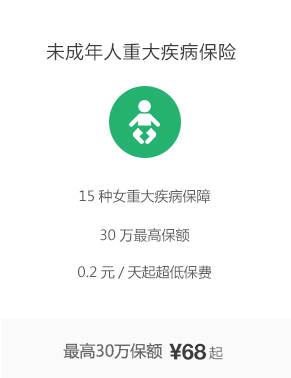 未成年人重大疾病保险
15 种女重大疾病保障
30 万最高保额
0.2 元 / 天起超低保费
最高30万保额 ¥68 起